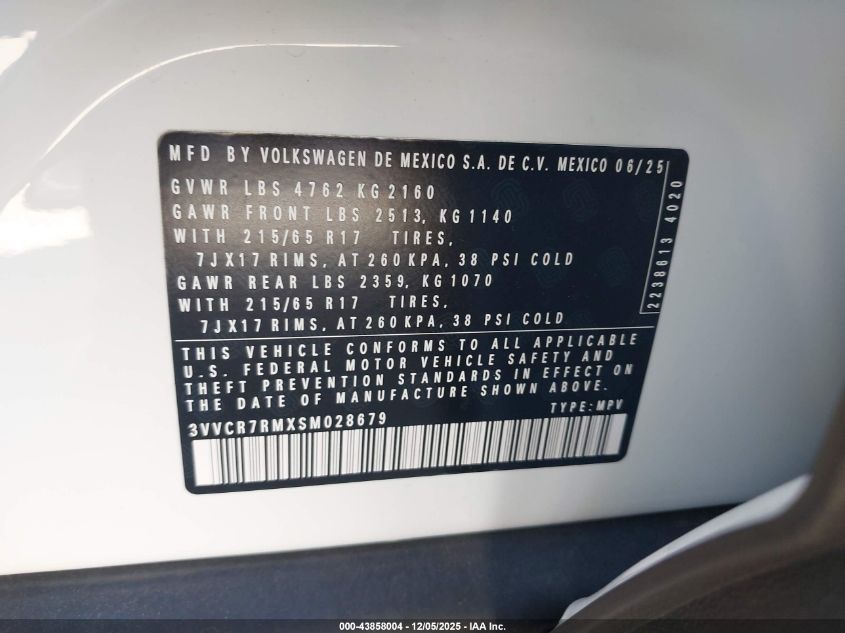 MFD BY VOLKSWAGEN DE MEXICO S.A. DE C.V. MEXICO 06/25
GVWR LBS 4762 KG 2160
GAWR FRONT LBS 2513, KG 1140
WITH 215/65 R17 TIRES,
7JX17 RIMS, AT 260 KPA, 38 PSI COLD
GAWR REAR LBS 2359, KG 1070
WITH 215/65 R17 TIRES,
7JX17 RIMS, AT 260 KPA, 38 PSI COLD
2238613 4020
THIS VEHICLE CONFORMS TO ALL APPLICABLE
U.S. FEDERAL MOTOR VEHICLE SAFETY AND
THEFT PREVENTION STANDARDS IN EFFECT ON
THE DATE OF MANUFACTURE SHOWN ABOVE.
3VVCR7RMXSM028679 TYPE: MPV
000-43858004 - 12/05/2025 - IAA Inc.